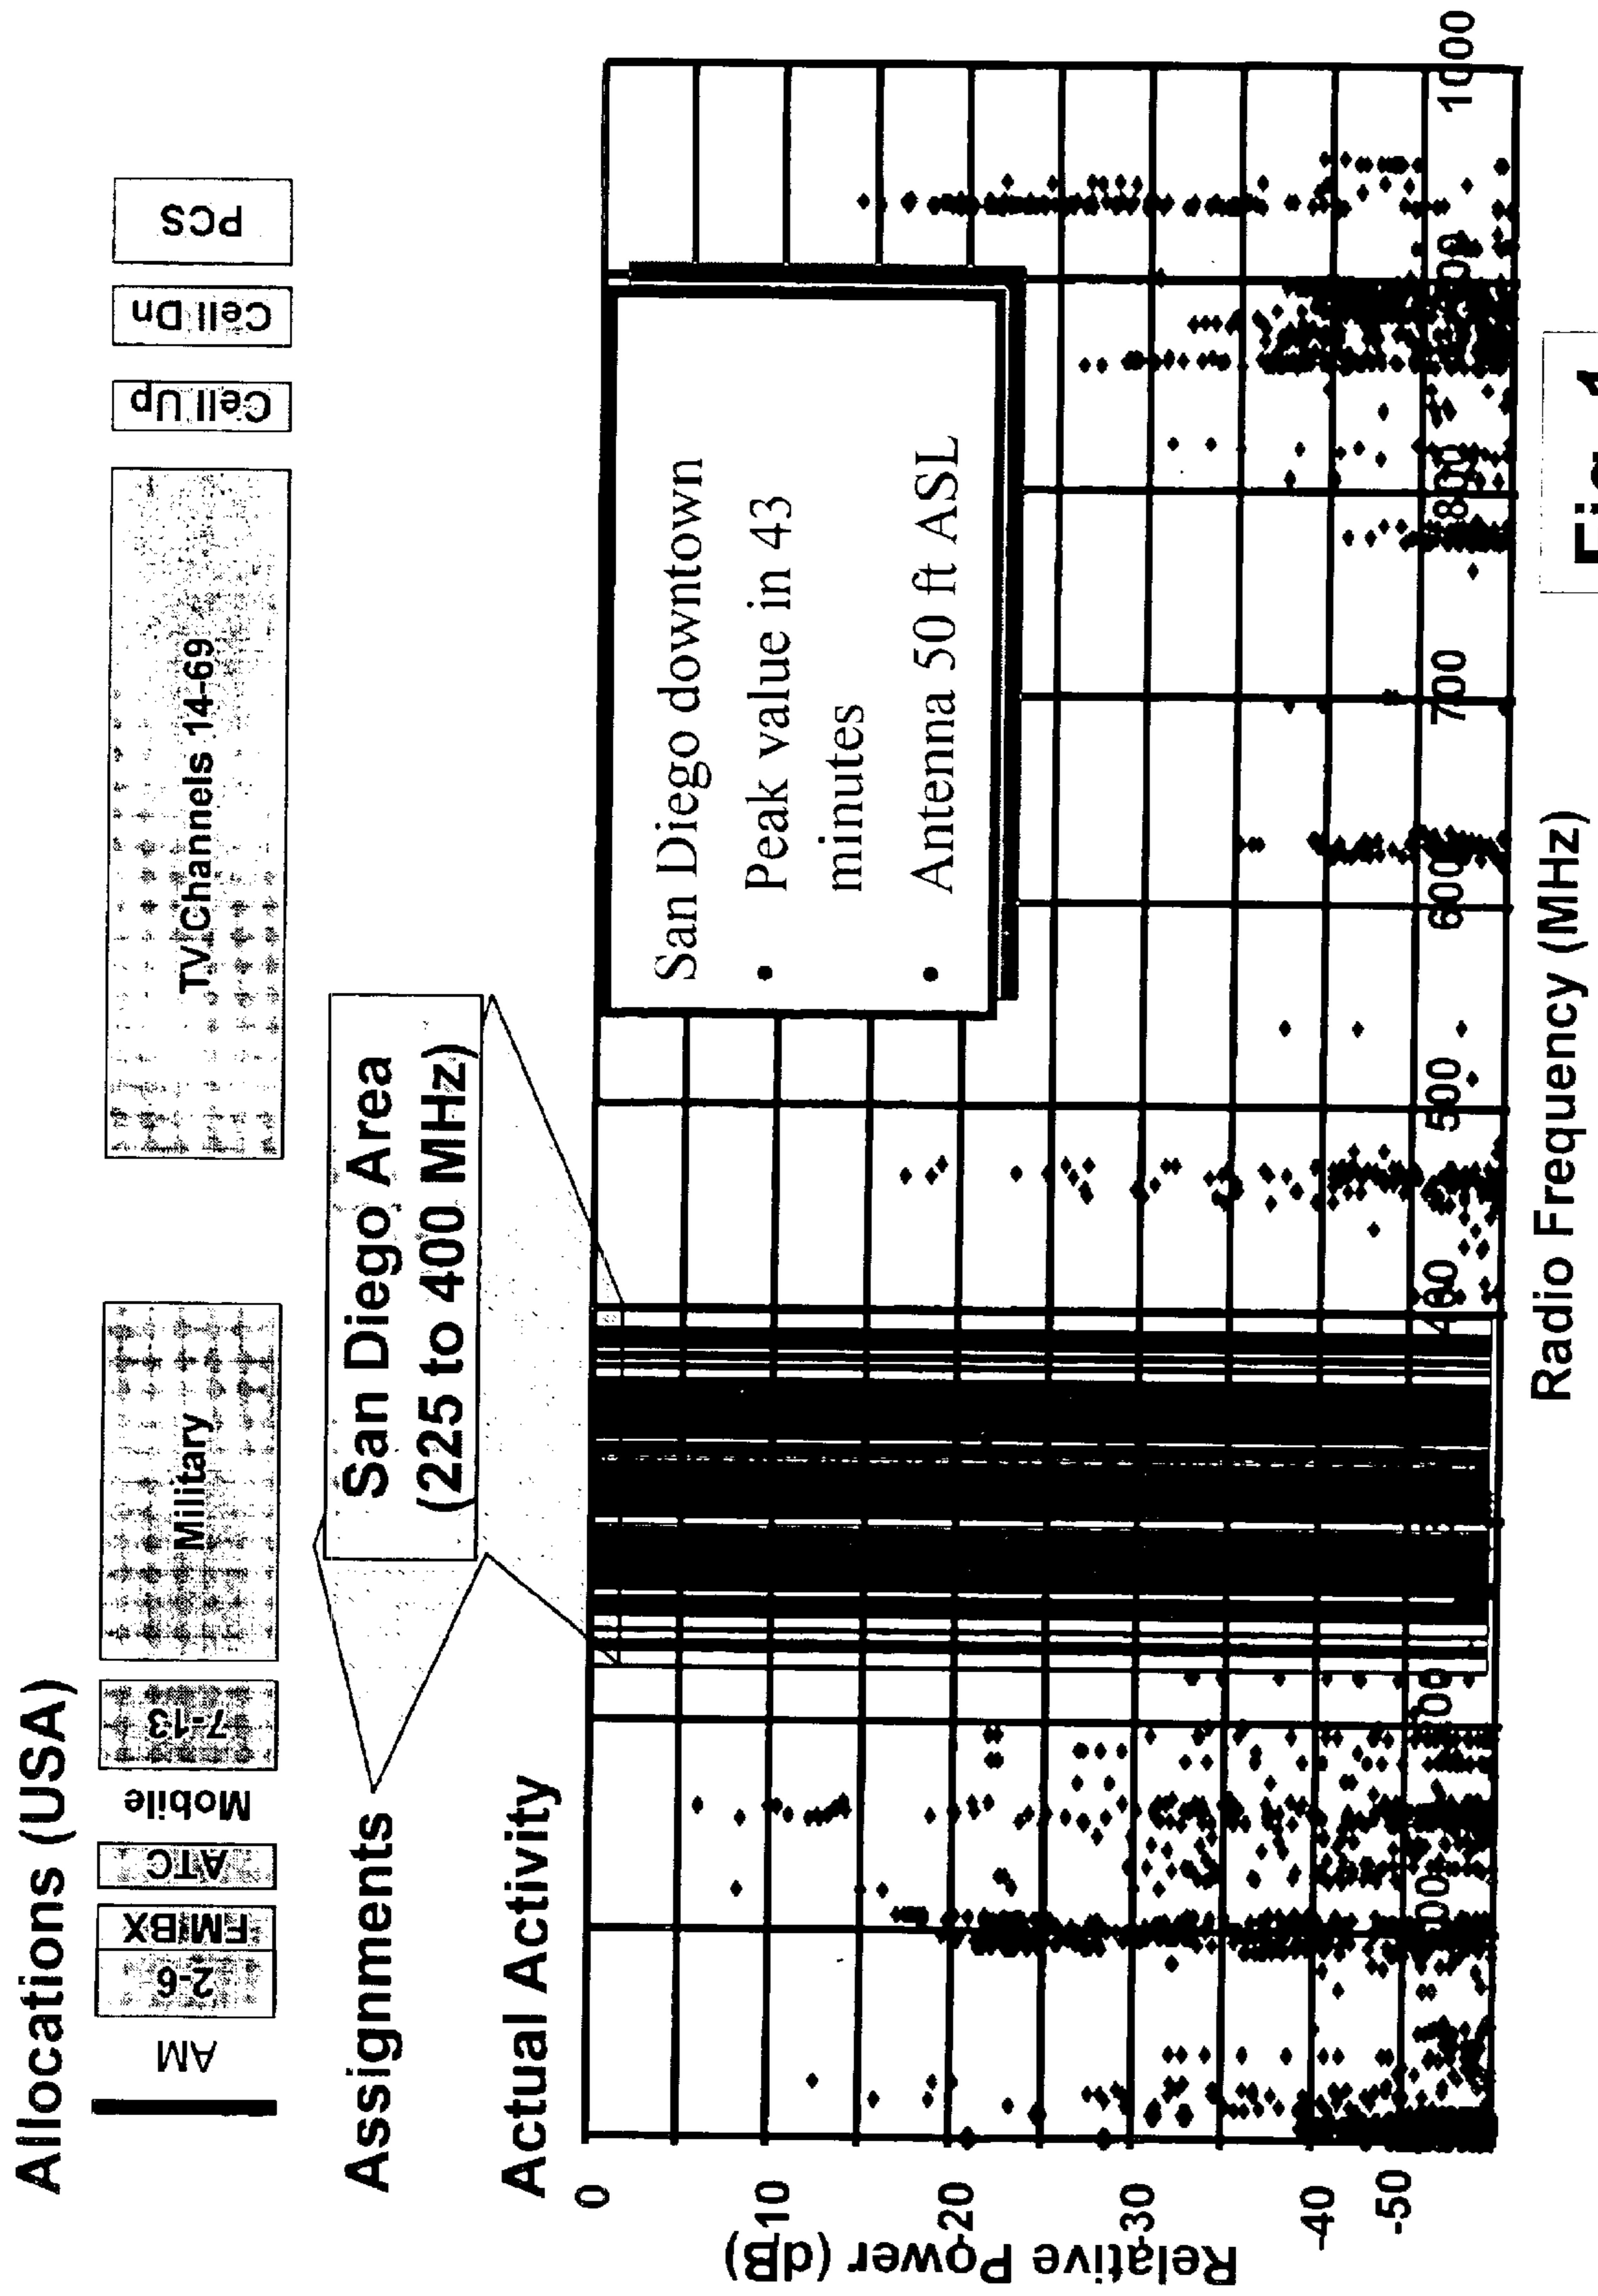 Allocations (USA)
AM
2-6
FM BX
ATC
Mobile
7-13
Military
TV Channels 14-69
Cell Up
Cell Dn
PCS
Assignments
San Diego Area
(225 to 400 MHz)
Actual Activity
San Diego downtown
• Peak value in 43
minutes
• Antenna 50 ft ASL
Relative Power (dB)
0
-10
-20
-30
-40
-50
400
500
600
700
800
1000
Radio Frequency (MHz)